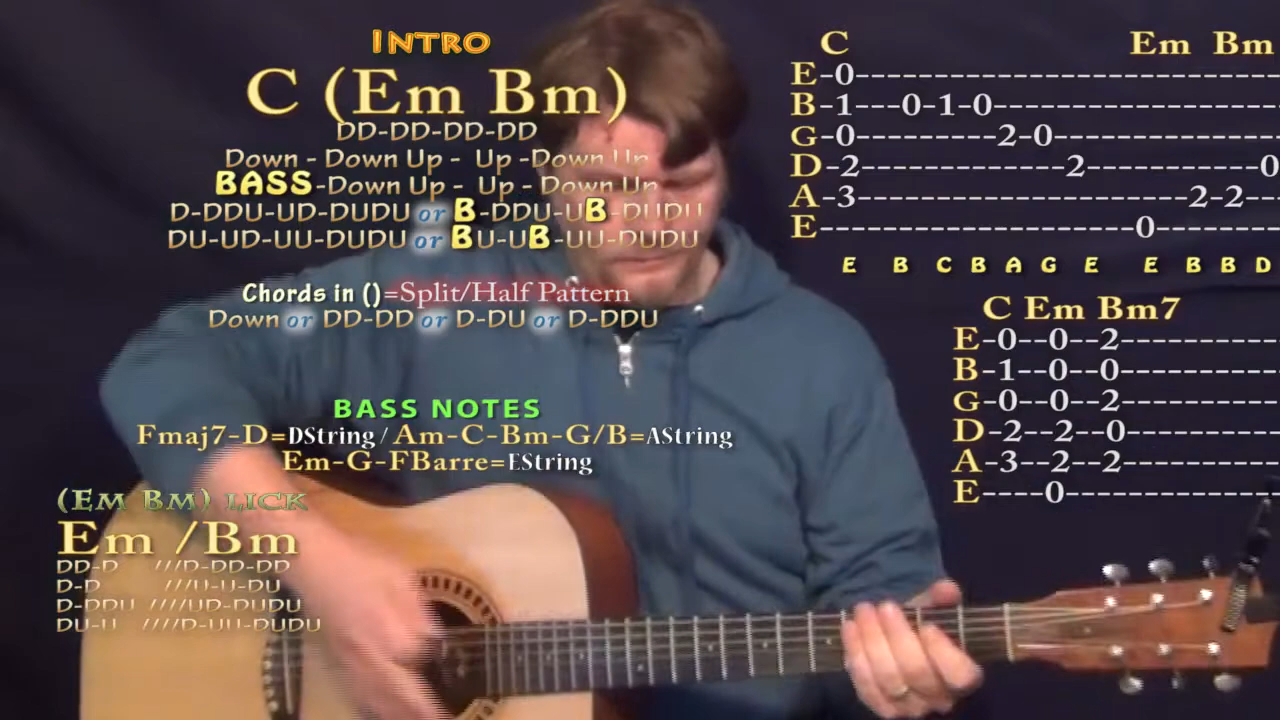 INTRO
C (Em Bm)
DD-DD-DD-DD
Down - Down Up - Up -Down Up
BASS-Down Up - Up - Down Up
D-DDU-UD-DUDU or B-DDU-UB-DUDU
DU-UD-UU-DUDU or BU-UB-UU-DUDU
Chords in ()=Split/Half Pattern
Down or DD-DD or D-DU or D-DDU
BASS NOTES
Fmaj7-D=DString / Am-C-Bm-G/B=AString
Em-G-FBarre=EString
(EM BM) LICK
Em /Bm
DD-D ///D-DD-DD
D-D ///U-U-DU
D-DDU ////UD-DUDU
DU-U ////D-UU-DUDU
C Em Bm
E-0----------------------------------
B-1---0-1-0--------------------------
G-0-----------2-0--------------------
D-2-----------------2--------------0
A-3---------------------------2-2--
E------------------------0-----------
E B C B A G E E B B D
C Em Bm7
E-0--0--2---------------
B-1--0--0---------------
G-0--0--2---------------
D-2--2--0---------------
A-3--2--2---------------
E----0------------------